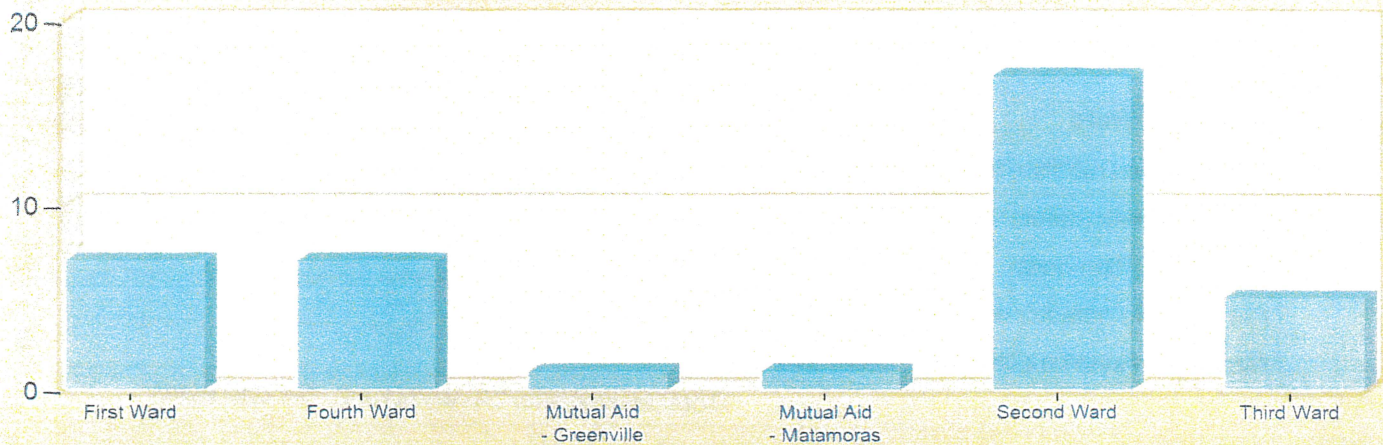 20
10
0
First Ward
Fourth Ward
Mutual Aid
- Greenville
Mutual Aid
- Matamoras
Second Ward
Third Ward